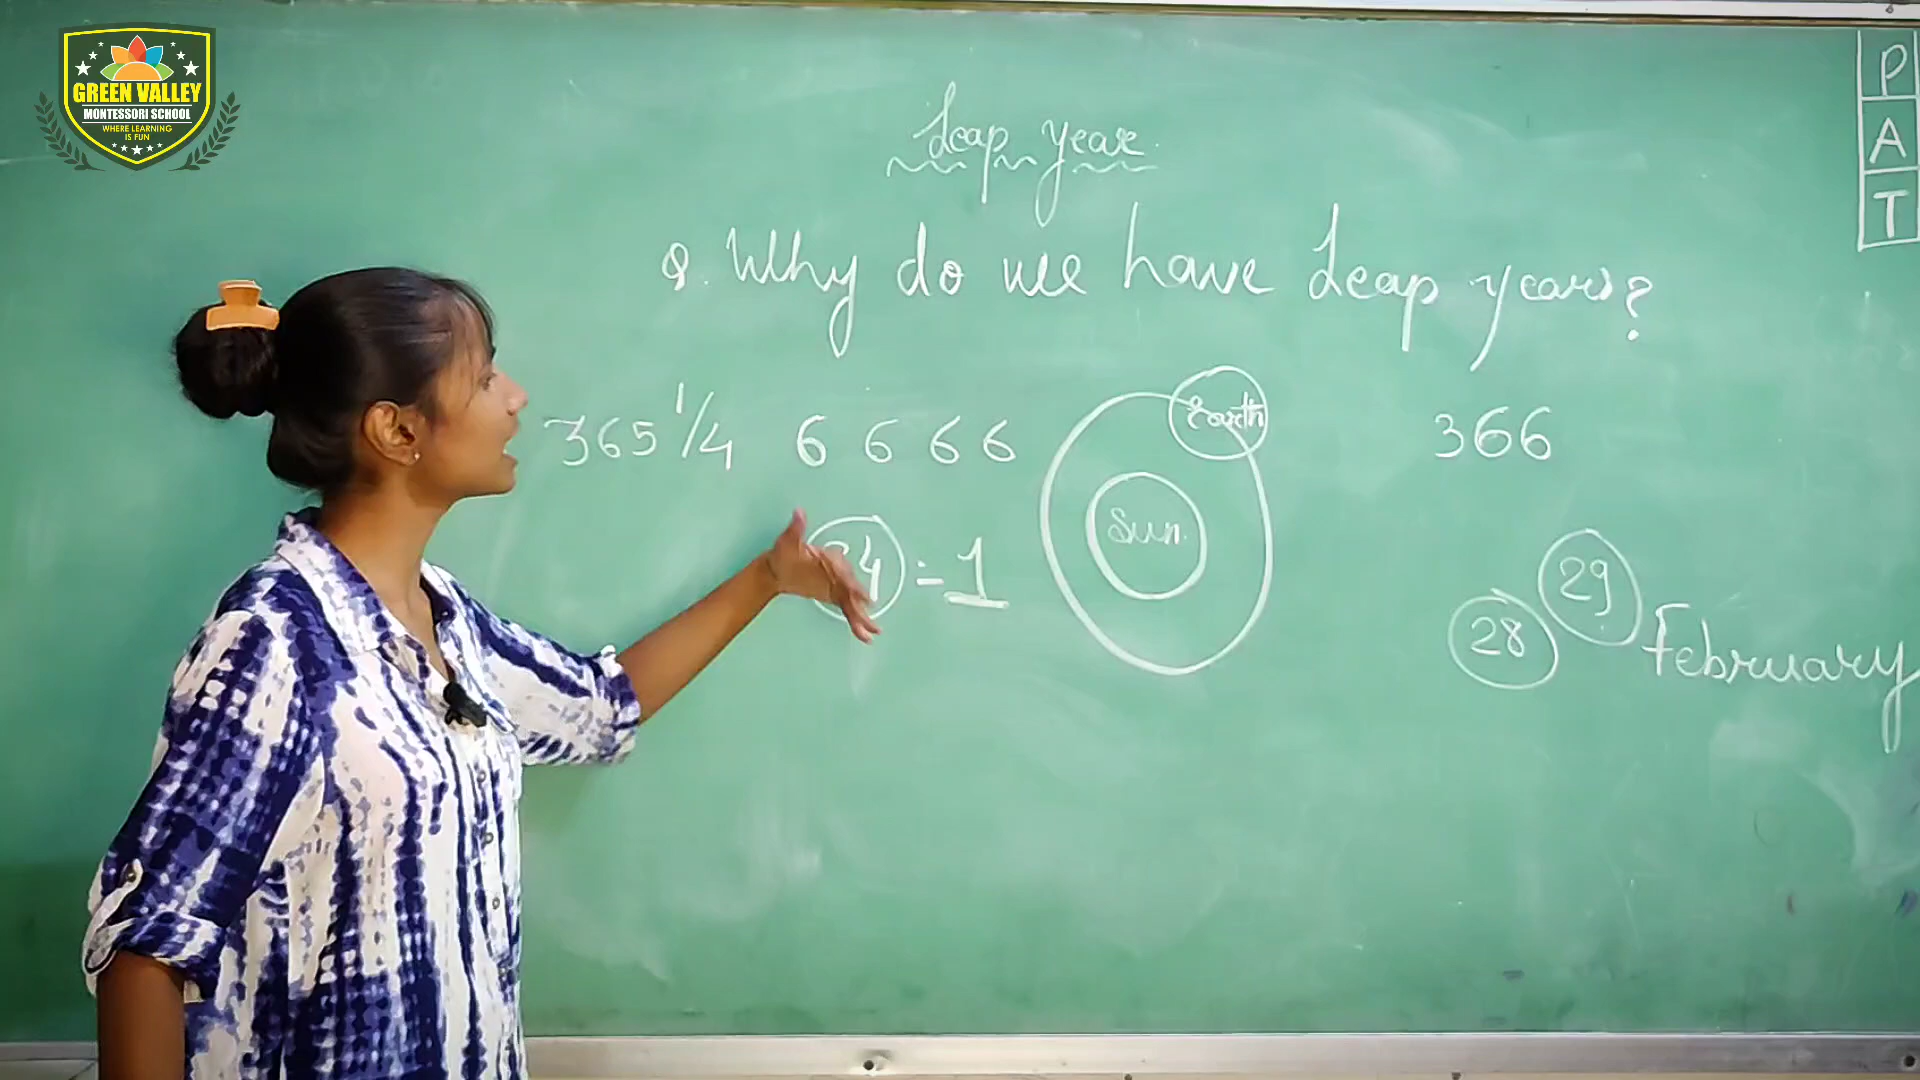 GREEN VALLEY
MONTESSORI SCHOOL
WHERE LEARNING
IS FUN
P
A
T
Leap year
Q. Why do we have Leap years?
365 1/4 6 6 6 6
Earth
Sun.
366
24 = 1
28
29
February